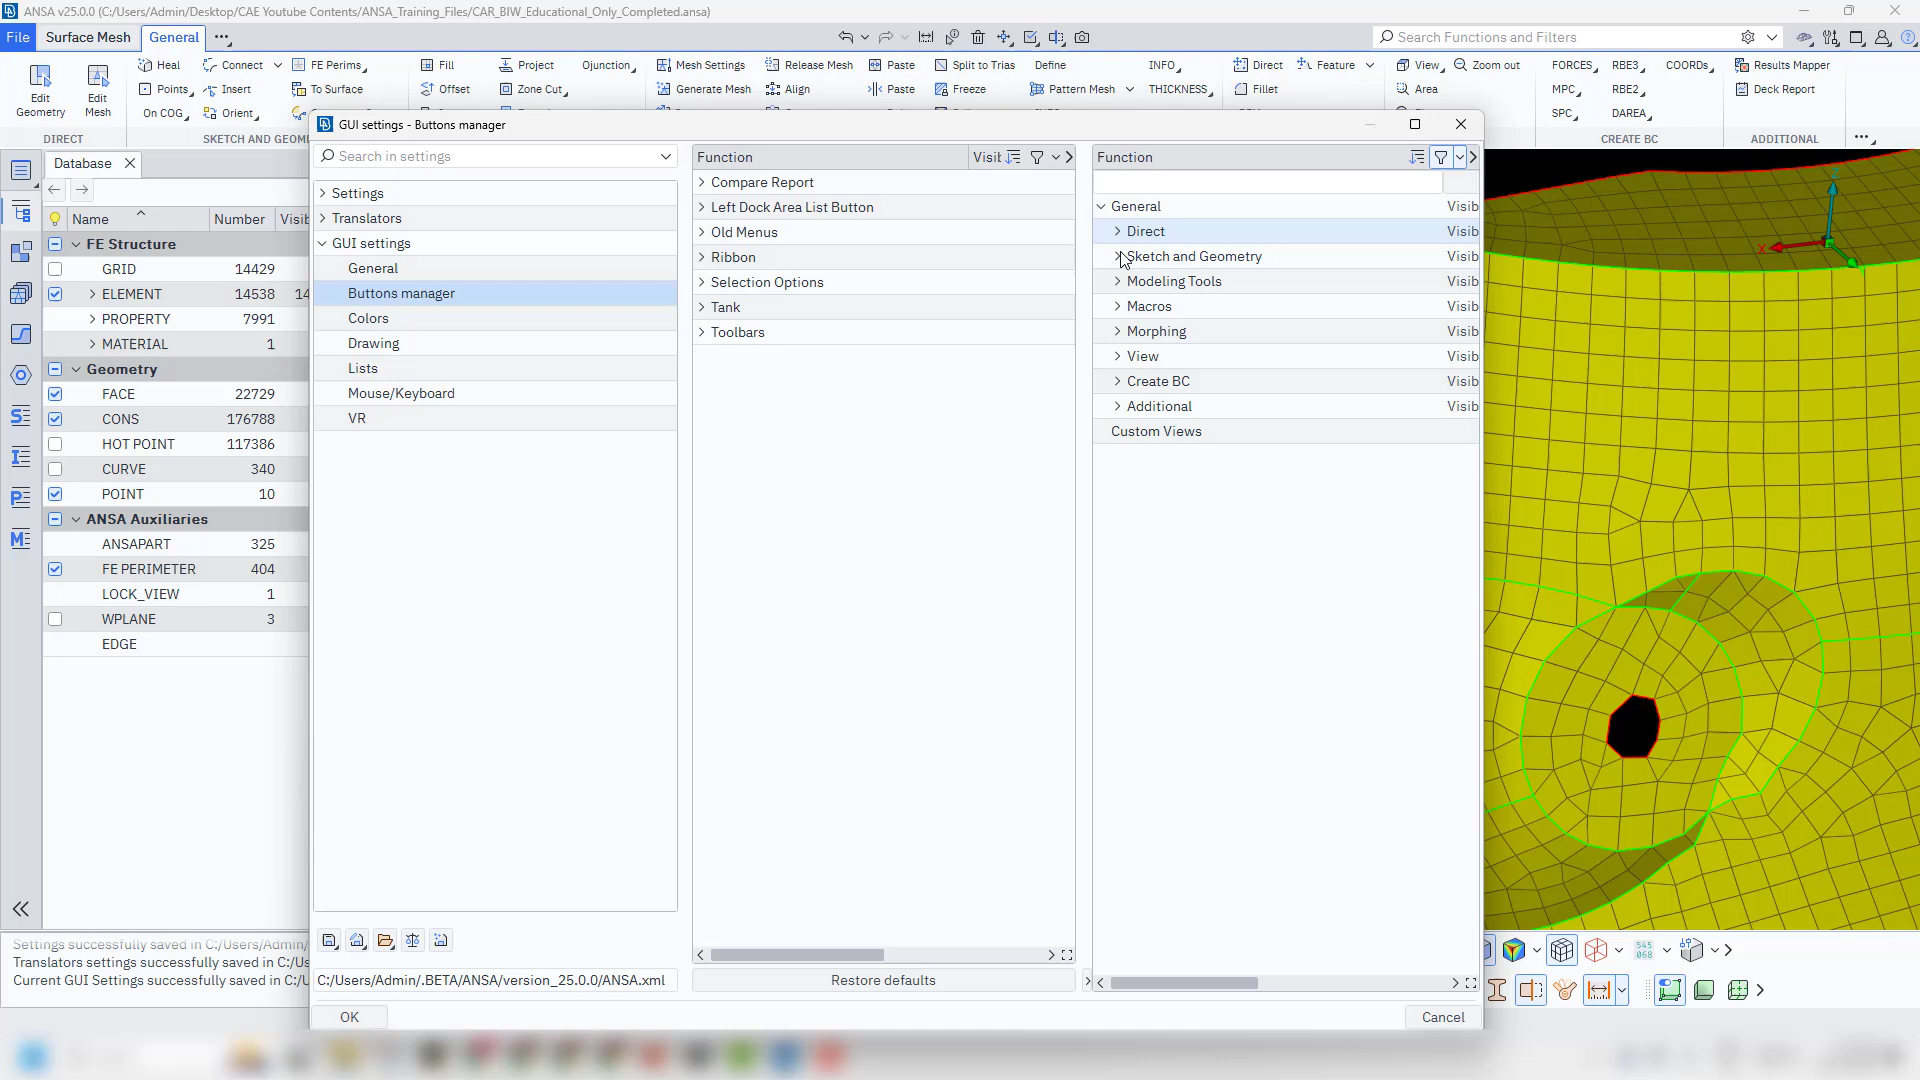 ANSA v25.0.0 (C:/Users/Admin/Desktop/CAE Youtube Contents/ANSA_Training_Files/CAR_BIW_Educational_Only_Completed.ansa)
File Surface Mesh General Search Functions and Filters
Heal Connect FE Perims Fill Project Ojunction Mesh Settings Release Mesh Paste Split to Trias Define INFO Direct Feature View Zoom out FORCES RBE3 COORDs Results Mapper
Points Insert To Surface Offset Zone Cut Generate Mesh Align Paste Freeze Pattern Mesh THICKNESS Fillet Area MPC RBE2 Deck Report
Edit Geometry Edit Mesh On COG Orient SPC DAREA
DIRECT SKETCH AND GEOM CREATE BC ADDITIONAL
GUI settings - Buttons manager
Database
Search in settings
Function Visit
Function
Name Number Visit
FE Structure
GRID 14429
ELEMENT 14538 14
PROPERTY 7991
MATERIAL 1
Geometry
FACE 22729
CONS 176788
HOT POINT 117386
CURVE 340
POINT 10
ANSA Auxiliaries
ANSAPART 325
FE PERIMETER 404
LOCK_VIEW 1
WPLANE 3
EDGE
Settings
Translators
GUI settings
General
Buttons manager
Colors
Drawing
Lists
Mouse/Keyboard
VR
Compare Report
Left Dock Area List Button
Old Menus
Ribbon
Selection Options
Tank
Toolbars
General Visib
Direct Visib
Sketch and Geometry Visib
Modeling Tools Visib
Macros Visib
Morphing Visib
View Visib
Create BC Visib
Additional Visib
Custom Views
X
Settings successfully saved in C:/Users/Admin/
Translators settings successfully saved in C:/Us
Current GUI Settings successfully saved in C:/U
C:/Users/Admin/.BETA/ANSA/version_25.0.0/ANSA.xml
Restore defaults
OK
Cancel
545
068